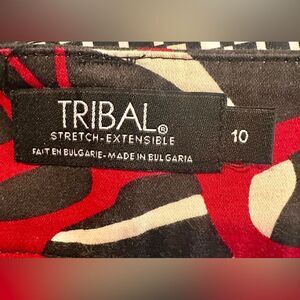 TRIBAL®
STRETCH-EXTENSIBLE
FAIT EN BULGARIE-MADE IN BULGARIA
10